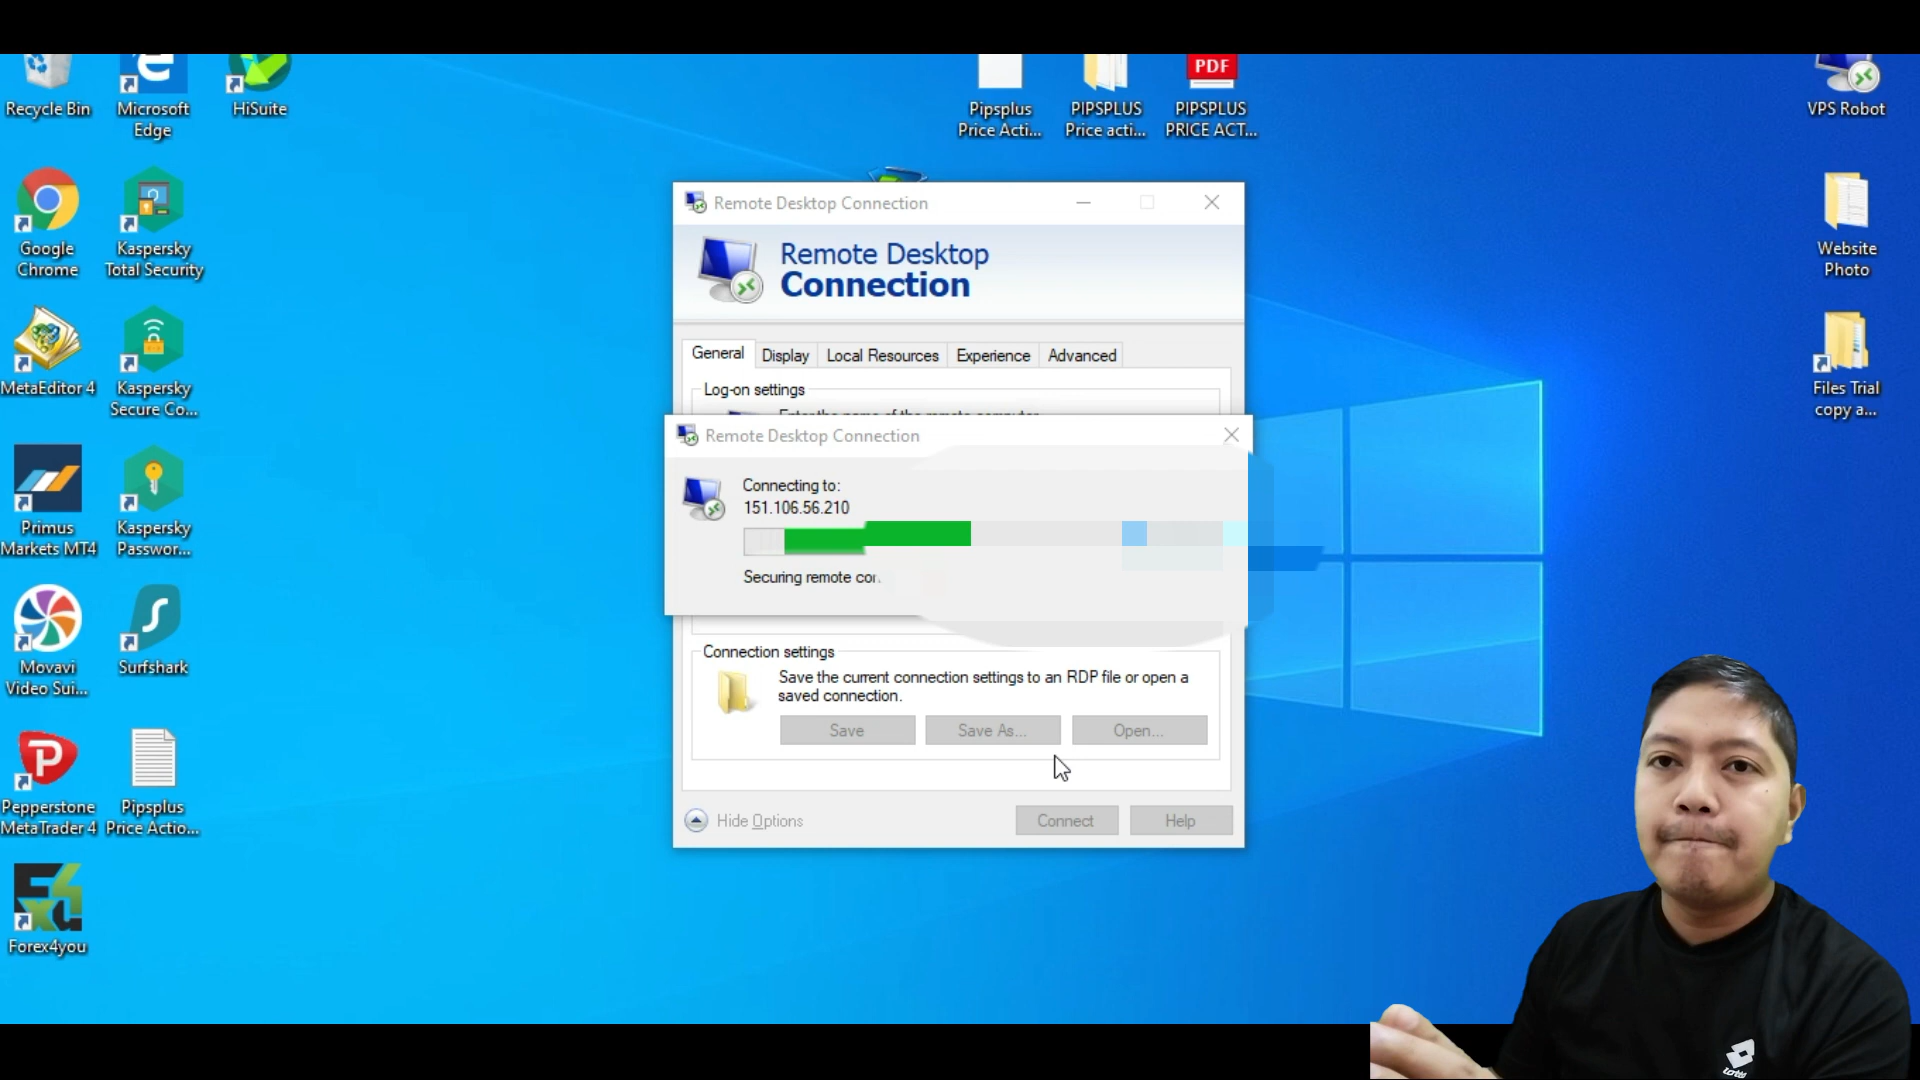 Recycle Bin
Microsoft
Edge
HiSuite
Pipsplus
Price Acti...
PIPSPLUS
Price acti...
PDF
PIPSPLUS
PRICE ACT...
VPS Robot
Google
Chrome
Kaspersky
Total Security
Website
Photo
MetaEditor 4
Kaspersky
Secure Co...
Files Trial
copy a...
Primus
Markets MT4
Kaspersky
Passwor...
Movavi
Video Sui...
Surfshark
Pepperstone
MetaTrader 4
Pipsplus
Price Actio...
Forex4you
Remote Desktop Connection
Remote Desktop
Connection
General
Display
Local Resources
Experience
Advanced
Log-on settings
Remote Desktop Connection
Connecting to:
151.106.56.210
Securing remote
Connection settings
Save the current connection settings to an RDP file or open a
saved connection.
Save
Save As...
Open...
Hide Options
Connect
Help
lotto